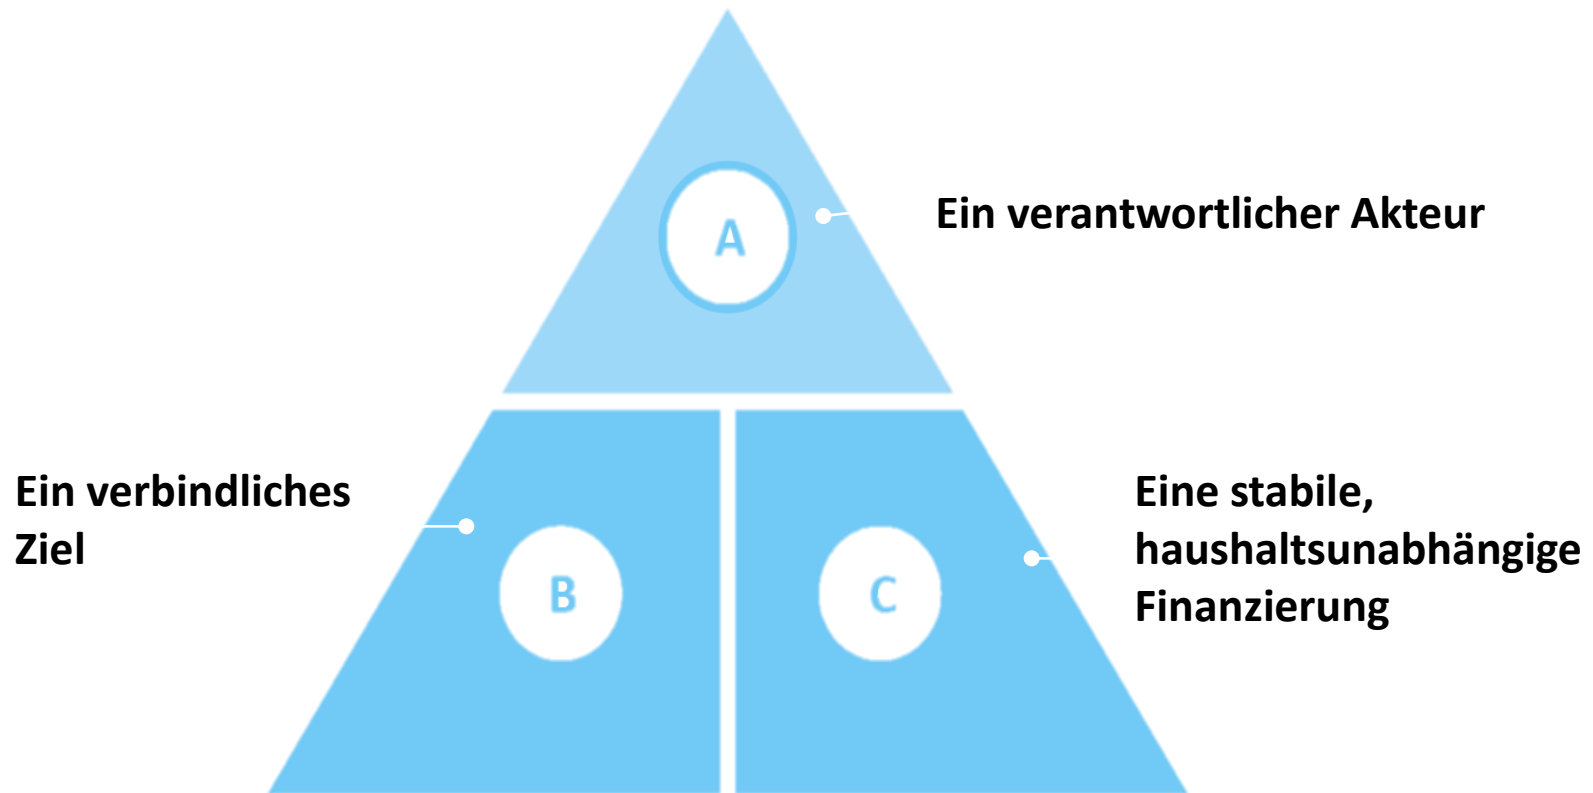 A
Ein verantwortlicher Akteur
Ein verbindliches
Ziel
B
C
Eine stabile,
haushaltsunabhängige
Finanzierung